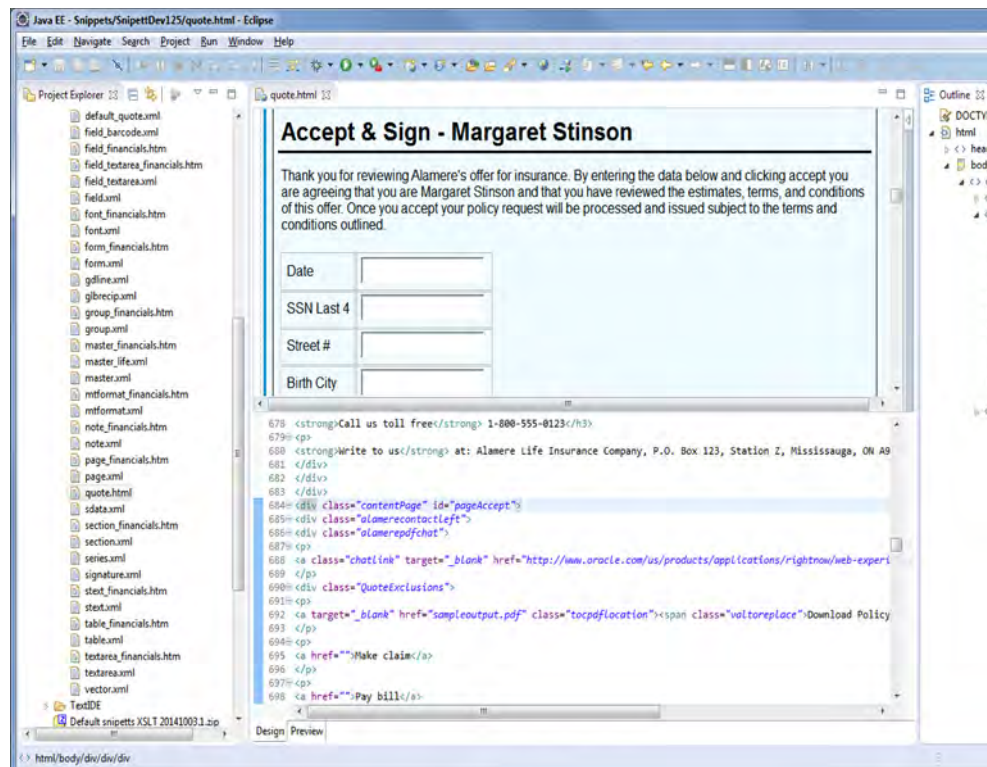 Java EE - Snippets/SnipettDev125/quote.html - Eclipse
File Edit Navigate Search Project Run Window Help
Project Explorer
default_quote.xml
field_barcode.xml
field_financials.htm
field_textarea_financials.htm
field_textarea.xml
field.xml
font_financials.htm
font.xml
form_financials.htm
form.xml
gdline.xml
glbrecip.xml
group_financials.htm
group.xml
master_financials.htm
master_life.xml
master.xml
mtformat_financials.htm
mtformat.xml
note_financials.htm
note.xml
page_financials.htm
page.xml
quote.html
sdata.xml
section_financials.htm
section.xml
series.xml
signature.xml
stext_financials.htm
stext.xml
table_financials.htm
table.xml
textarea_financials.htm
textarea.xml
vector.xml
TextIDE
Default snipetts XSLT 20141003.1.zip
quote.html
Accept & Sign - Margaret Stinson
Thank you for reviewing Alamere's offer for insurance. By entering the data below and clicking accept you
are agreeing that you are Margaret Stinson and that you have reviewed the estimates, terms, and conditions
of this offer. Once you accept your policy request will be processed and issued subject to the terms and
conditions outlined.
Date
SSN Last 4
Street #
Birth City
678 <strong>Call us toll free</strong> 1-800-555-0123</h3>
679 <p>
680 <strong>Write to us</strong> at: Alamere Life Insurance Company, P.O. Box 123, Station Z, Mississauga, ON A9
681 </div>
682 </div>
683 </div>
684 <div class="contentPage" id="pageAccept">
685 <div class="alamerecontactLeft">
686 <div class="alamerepdfchat">
687 <p>
688 <a class="chatlink" target="_blank" href="http://www.oracle.com/us/products/applications/rightnow/web-experi
689 </p>
690 <div class="QuoteExclusions">
691 <p>
692 <a target="_blank" href="sampleoutput.pdf" class="tocpdflocation"><span class="valtoreplace">Download Policy
693 </p>
694 <p>
695 <a href="">Make claim</a>
696 </p>
697 <p>
698 <a href="">Pay bill</a>
Design Preview
Outline
DOCTY
html
hea
bod
html/body/div/div/div